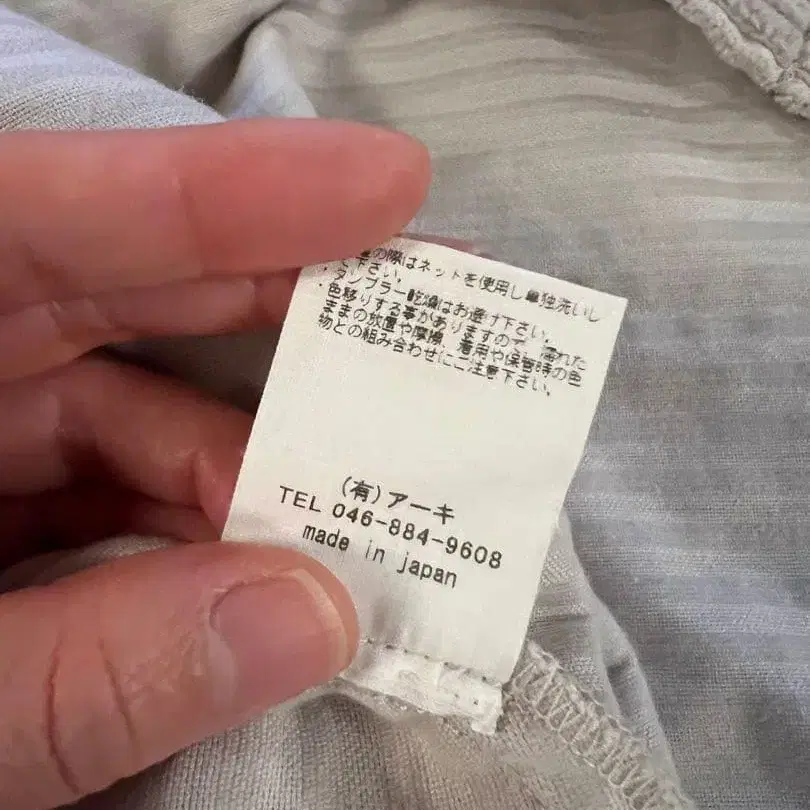 の際はネットを使用し単独洗いし
て下さい。
・タンブラー乾燥はお避け下さい。
・色移りする事がありますので、濡れた
ままの放置や摩擦、着用や保管時の色
物との組み合わせにご注意下さい。
(有)アーキ
TEL 046-884-9608
made in japan